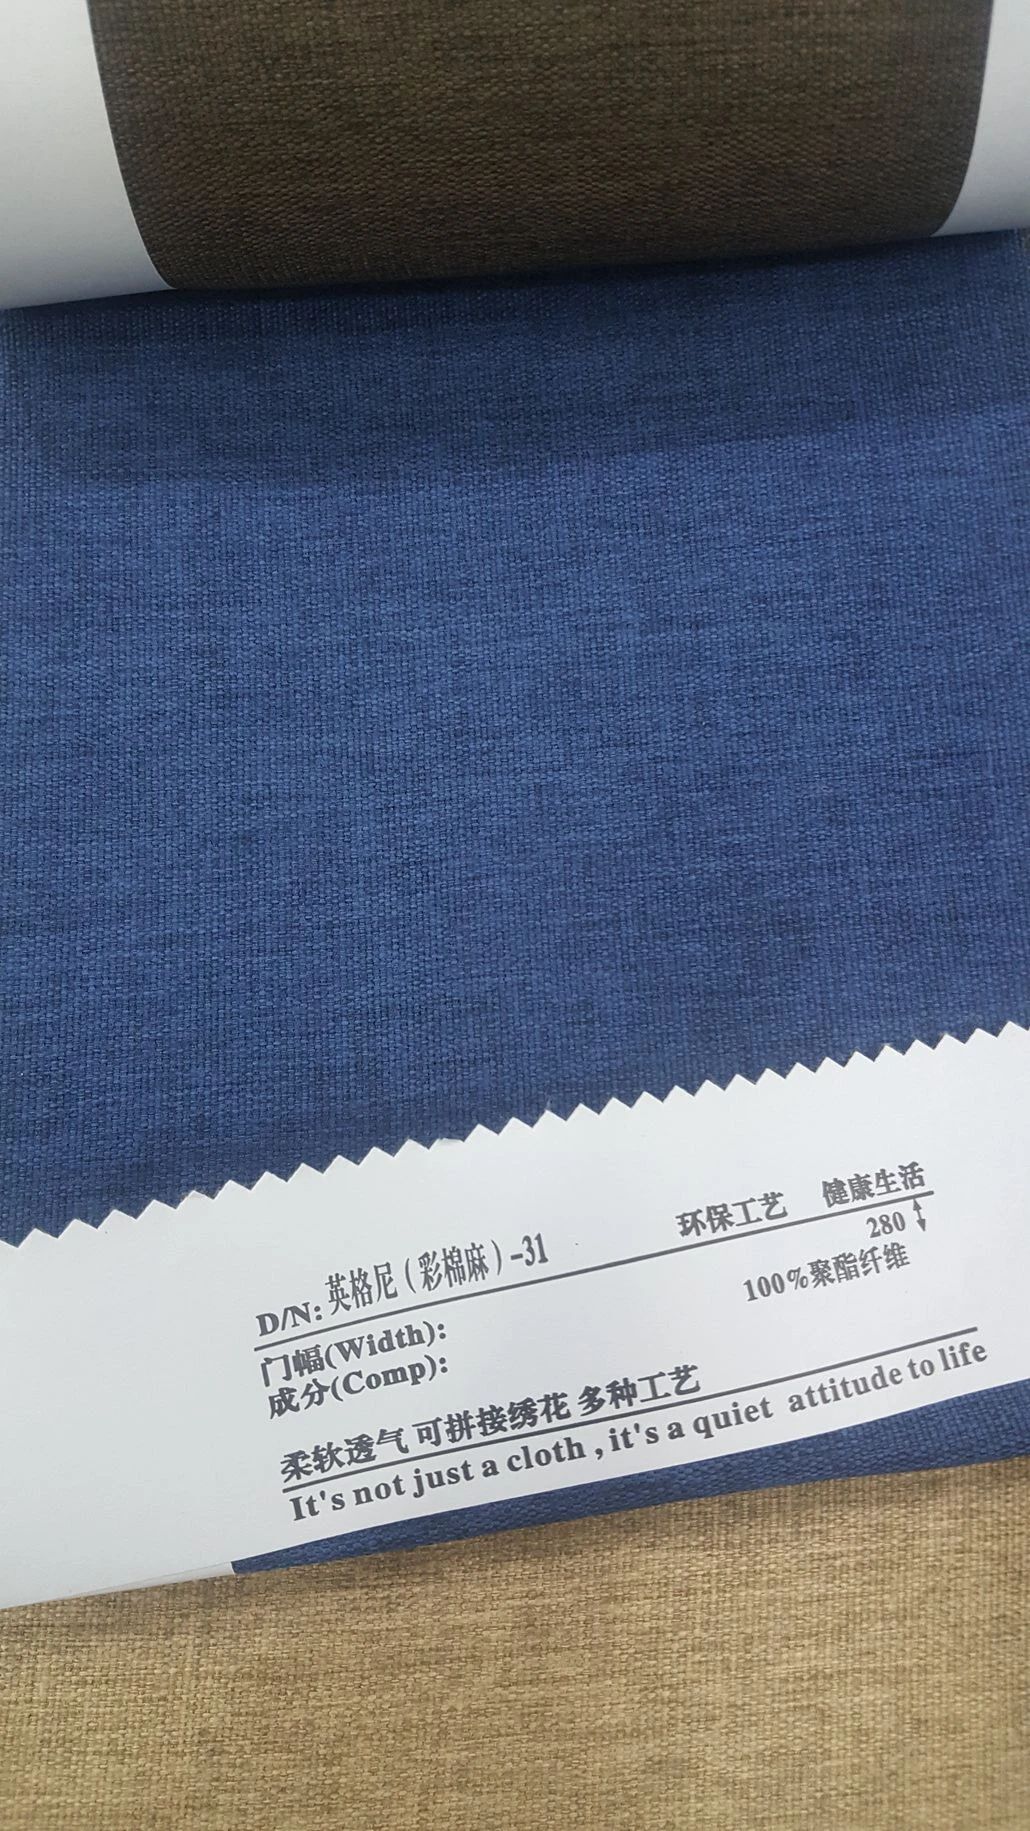 环保工艺 健康生活
D/N: 英格尼（彩棉麻）-31
门幅(Width): 280
成分(Comp): 100%聚酯纤维
柔软透气 可拼接绣花 多种工艺
It's not just a cloth , it's a quiet attitude to life